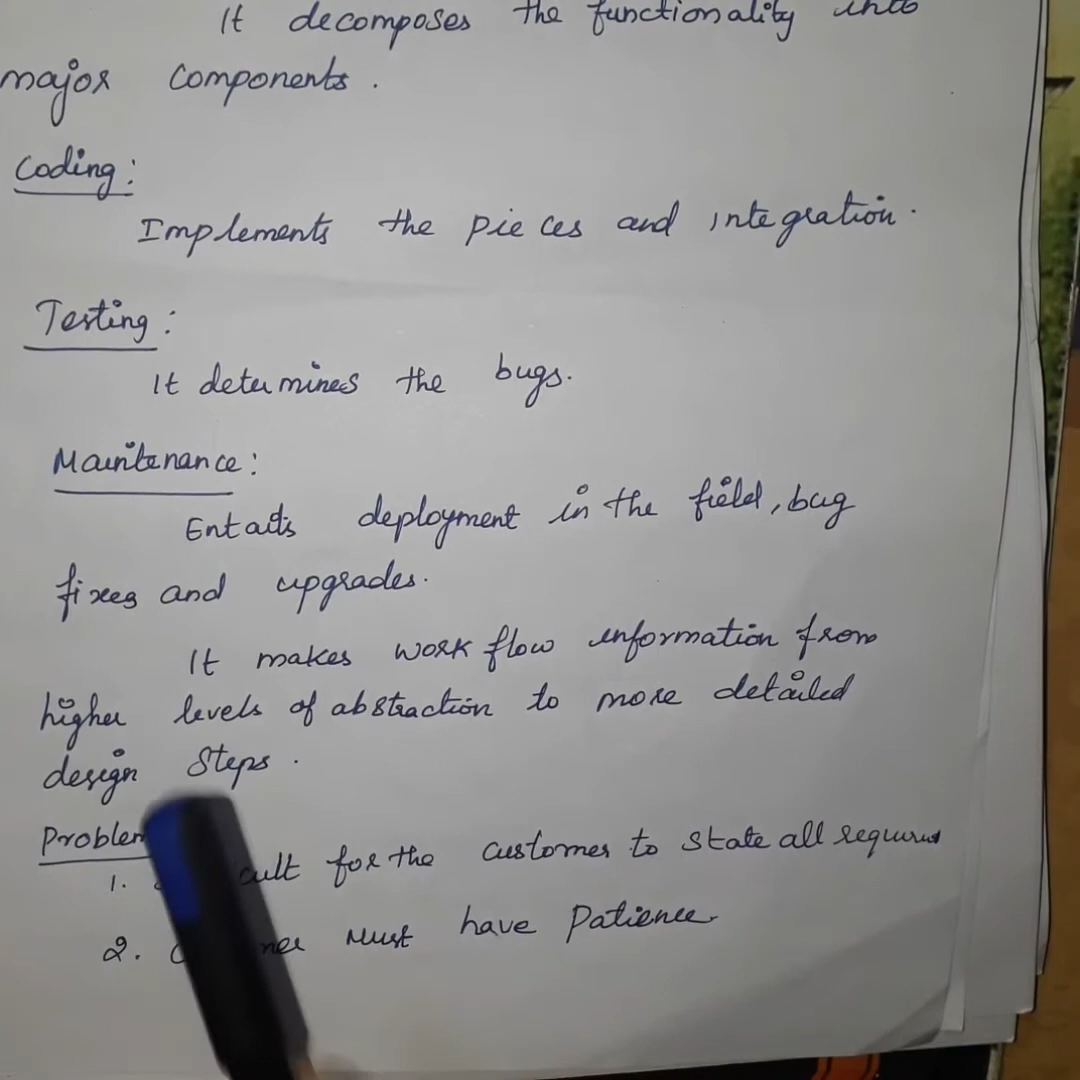 It decomposes the functionality into
major components.
Coding:
Implements the pieces and integration.
Testing:
It determines the bugs.
Maintenance:
Entails deployment in the field, bug
fixes and upgrades.
It makes work flow information from
higher levels of abstraction to more detailed
design steps.
Problem
1. cult for the customer to state all
2. must have patience